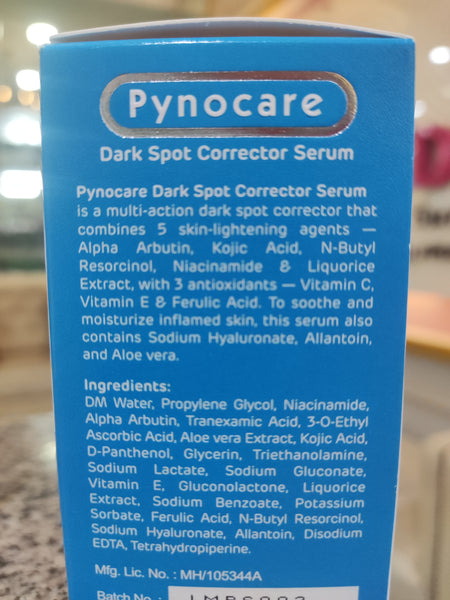 Pynocare
Dark Spot Corrector Serum
Pynocare Dark Spot Corrector Serum
is a multi-action dark spot corrector that
combines 5 skin-lightening agents —
Alpha Arbutin, Kojic Acid, N-Butyl
Resorcinol, Niacinamide & Liquorice
Extract, with 3 antioxidants — Vitamin C,
Vitamin E & Ferulic Acid. To soothe and
moisturize inflamed skin, this serum also
contains Sodium Hyaluronate, Allantoin,
and Aloe vera.
Ingredients:
DM Water, Propylene Glycol, Niacinamide,
Alpha Arbutin, Tranexamic Acid, 3-O-Ethyl
Ascorbic Acid, Aloe vera Extract, Kojic Acid,
D-Panthenol, Glycerin, Triethanolamine,
Sodium Lactate, Sodium Gluconate,
Vitamin E, Gluconolactone, Liquorice
Extract, Sodium Benzoate, Potassium
Sorbate, Ferulic Acid, N-Butyl Resorcinol,
Sodium Hyaluronate, Allantoin, Disodium
EDTA, Tetrahydropiperine.
Mfg. Lic. No. : MH/105344A
Batch No. :